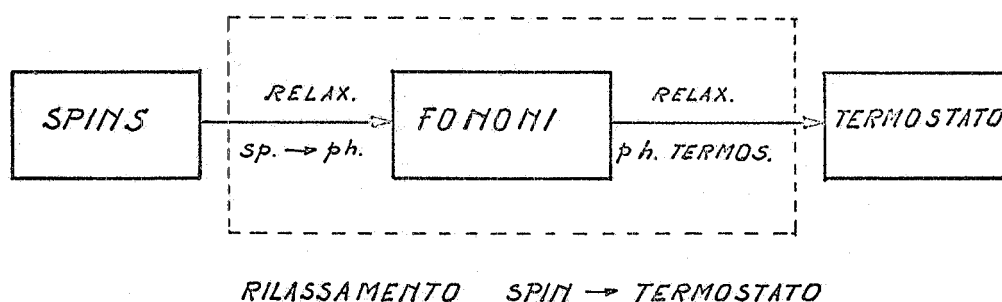 SPINS
RELAX.
sp. → ph.
FONONI
RELAX.
ph. TERMOS.
TERMOSTATO
RILASSAMENTO SPIN → TERMOSTATO